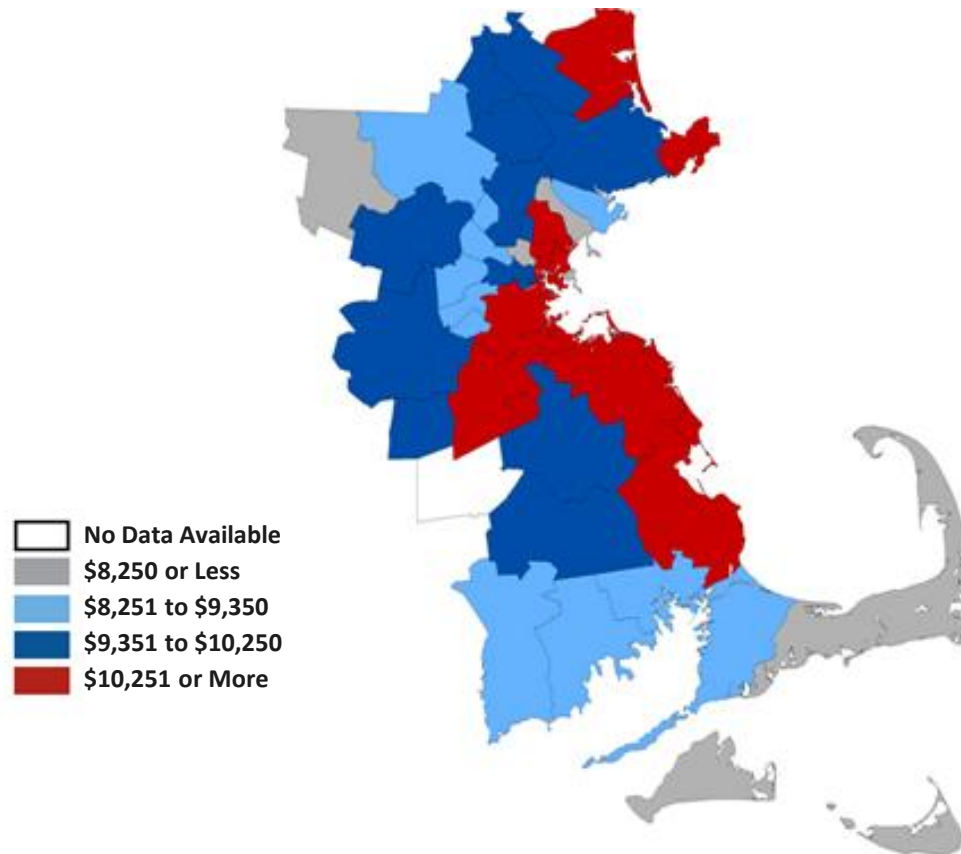 No Data Available
$8,250 or Less
$8,251 to $9,350
$9,351 to $10,250
$10,251 or More